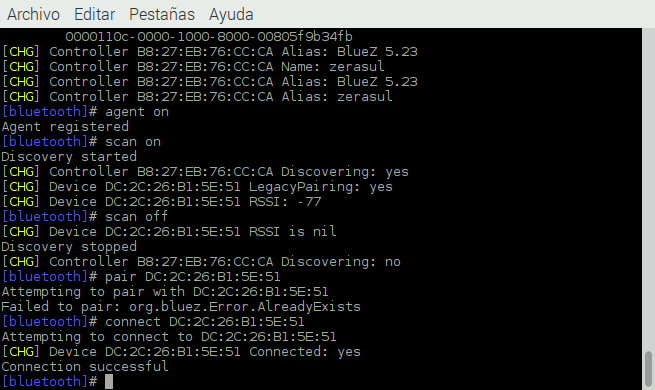 Archivo Editar Pestañas Ayuda
0000110c-0000-1000-8000-00805f9b34fb
[CHG] Controller B8:27:EB:76:CC:CA Alias: BlueZ 5.23
[CHG] Controller B8:27:EB:76:CC:CA Name: zerasul
[CHG] Controller B8:27:EB:76:CC:CA Alias: BlueZ 5.23
[CHG] Controller B8:27:EB:76:CC:CA Alias: zerasul
[bluetooth]# agent on
Agent registered
[bluetooth]# scan on
Discovery started
[CHG] Controller B8:27:EB:76:CC:CA Discovering: yes
[CHG] Device DC:2C:26:B1:5E:51 LegacyPairing: yes
[CHG] Device DC:2C:26:B1:5E:51 RSSI: -77
[bluetooth]# scan off
[CHG] Device DC:2C:26:B1:5E:51 RSSI is nil
Discovery stopped
[CHG] Controller B8:27:EB:76:CC:CA Discovering: no
[bluetooth]# pair DC:2C:26:B1:5E:51
Attempting to pair with DC:2C:26:B1:5E:51
Failed to pair: org.bluez.Error.AlreadyExists
[bluetooth]# connect DC:2C:26:B1:5E:51
Attempting to connect to DC:2C:26:B1:5E:51
[CHG] Device DC:2C:26:B1:5E:51 Connected: yes
Connection successful
[bluetooth]#